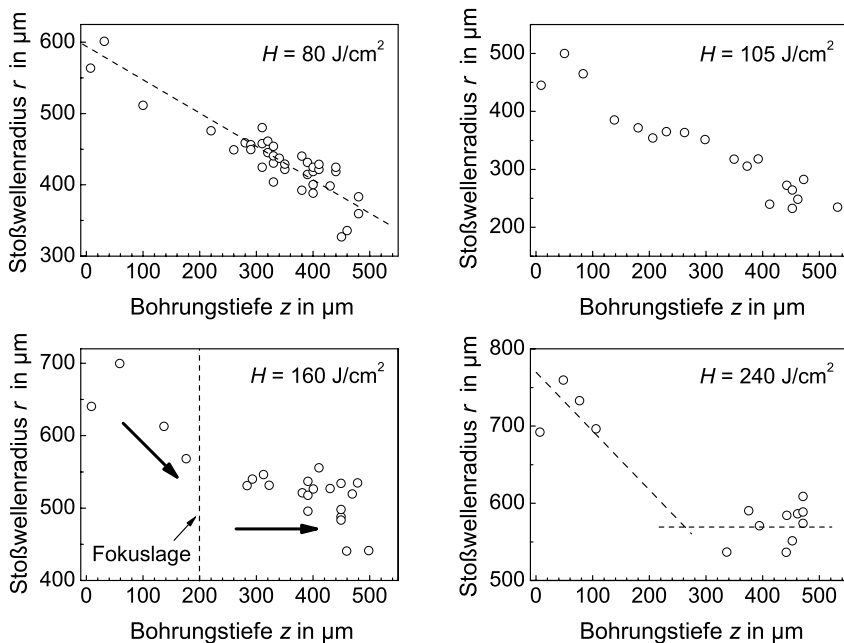 H = 80 J/cm²
600
500
400
300
0 100 200 300 400 500
Stoßwellenradius r in µm
Bohrungstiefe z in µm
H = 105 J/cm²
500
400
300
200
0 100 200 300 400 500
Stoßwellenradius r in µm
Bohrungstiefe z in µm
H = 160 J/cm²
700
600
500
400
Fokuslage
0 100 200 300 400 500
Stoßwellenradius r in µm
Bohrungstiefe z in µm
H = 240 J/cm²
800
700
600
500
0 100 200 300 400 500
Stoßwellenradius r in µm
Bohrungstiefe z in µm